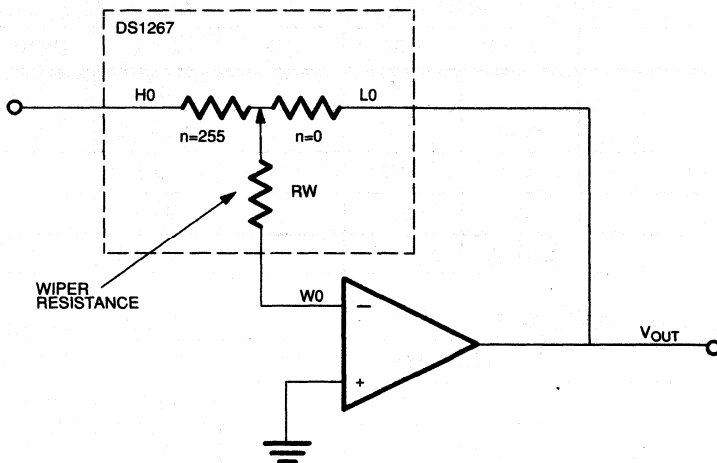 DS1267
H0
L0
n=255
n=0
RW
WIPER
RESISTANCE
W0
−
VOUT
+